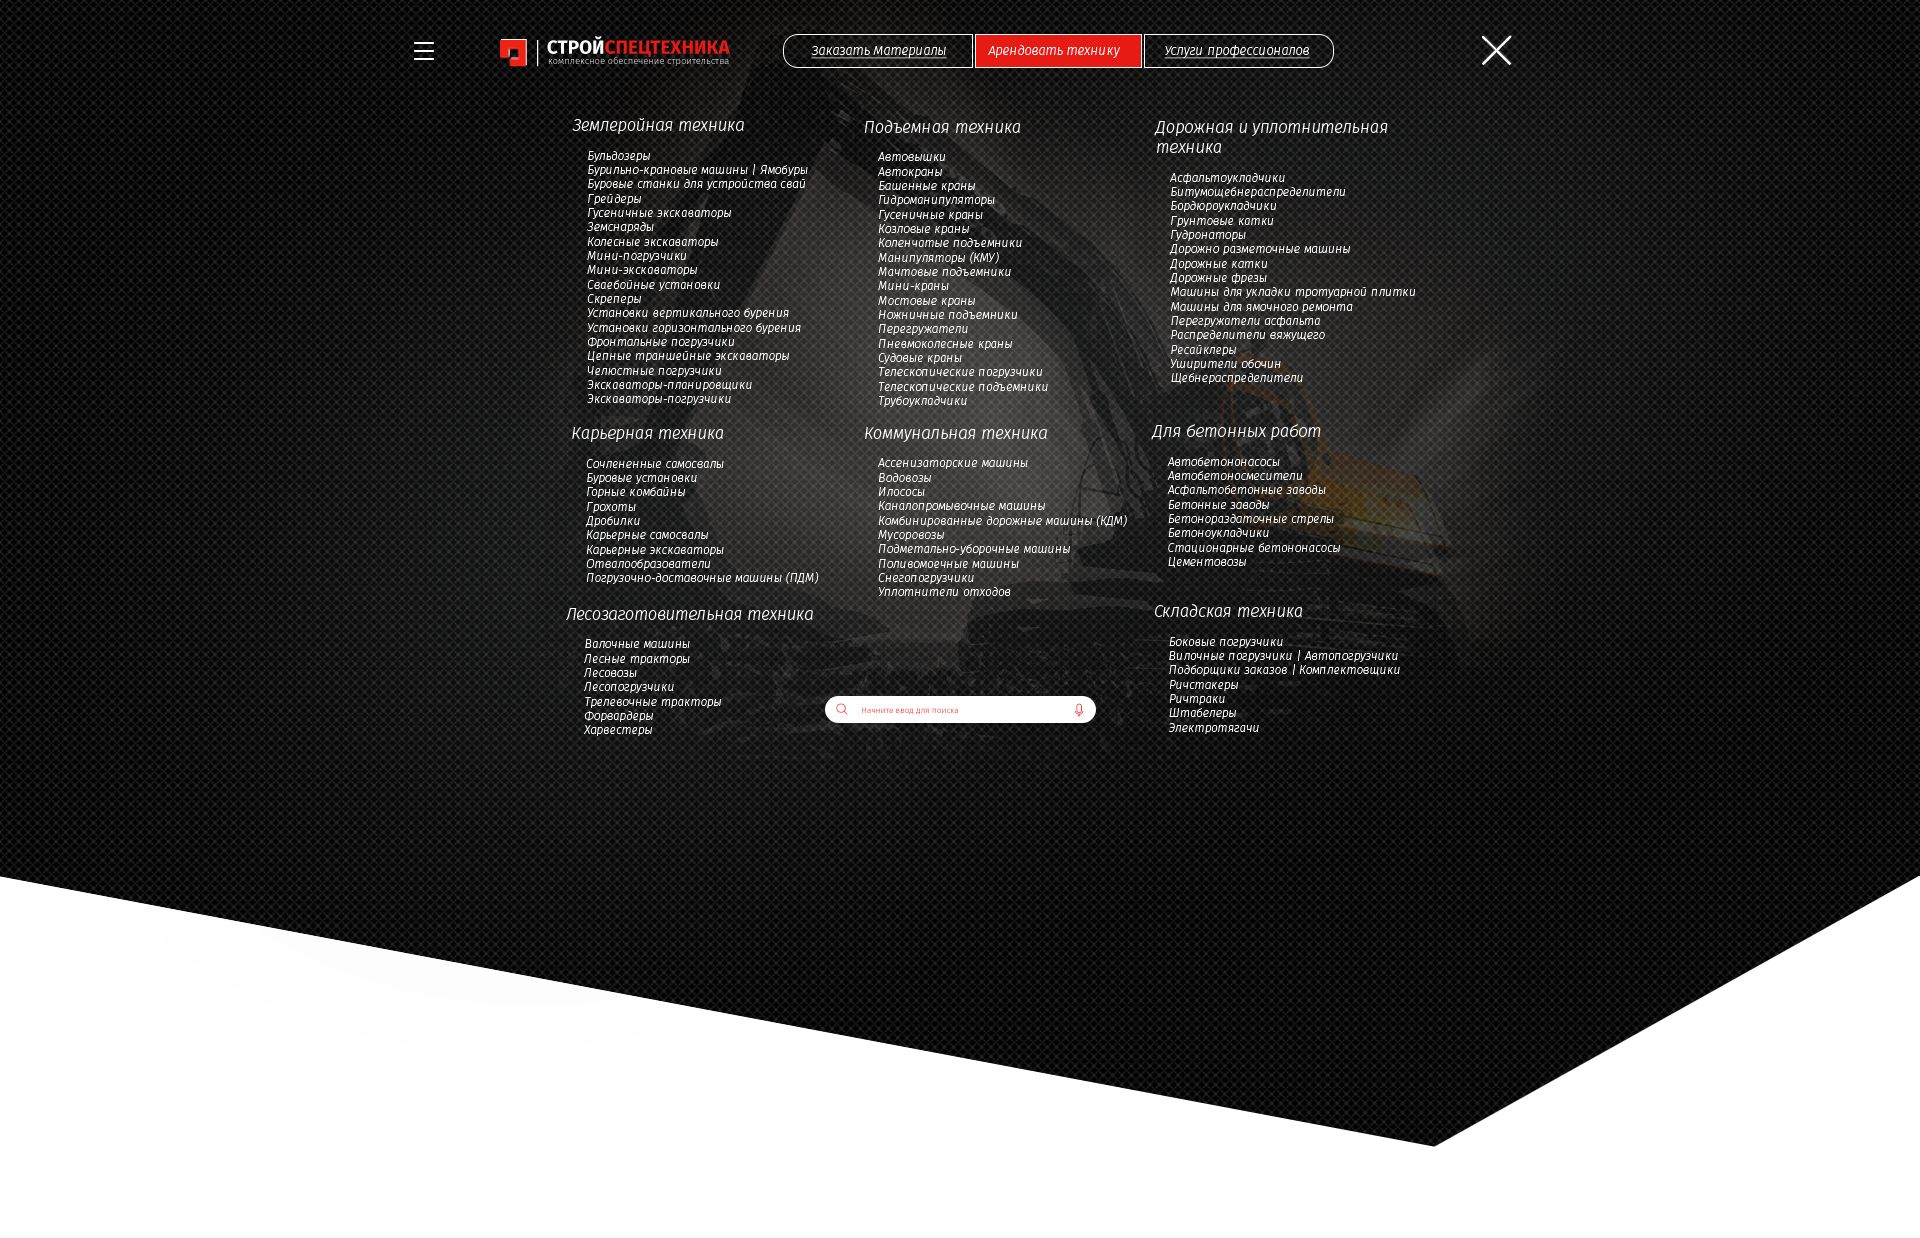 СТРОЙСПЕЦТЕХНИКА
комплексное обеспечение строительства
Заказать Материалы
Арендовать технику
Услуги профессионалов
Землеройная техника
Бульдозеры
Бурильно-крановые машины | Ямобуры
Буровые станки для устройства свай
Грейдеры
Гусеничные экскаваторы
Земснаряды
Колесные экскаваторы
Мини-погрузчики
Мини-экскаваторы
Сваебойные установки
Скреперы
Установки вертикального бурения
Установки горизонтального бурения
Фронтальные погрузчики
Цепные траншейные экскаваторы
Челюстные погрузчики
Экскаваторы-планировщики
Экскаваторы-погрузчики
Карьерная техника
Сочлененные самосвалы
Буровые установки
Горные комбайны
Грохоты
Дробилки
Карьерные самосвалы
Карьерные экскаваторы
Отвалообразователи
Погрузочно-доставочные машины (ПДМ)
Лесозаготовительная техника
Валочные машины
Лесные тракторы
Лесовозы
Лесопогрузчики
Трелевочные тракторы
Форвардеры
Харвестеры
Подъемная техника
Автовышки
Автокраны
Башенные краны
Гидроманипуляторы
Гусеничные краны
Козловые краны
Коленчатые подъемники
Манипуляторы (КМУ)
Мачтовые подъемники
Мини-краны
Мостовые краны
Ножничные подъемники
Перегружатели
Пневмоколесные краны
Судовые краны
Телескопические погрузчики
Телескопические подъемники
Трубоукладчики
Коммунальная техника
Ассенизаторские машины
Водовозы
Илососы
Каналопромывочные машины
Комбинированные дорожные машины (КДМ)
Мусоровозы
Подметально-уборочные машины
Поливомоечные машины
Снегопогрузчики
Уплотнители отходов
Начните ввод для поиска
Дорожная и уплотнительная
техника
Асфальтоукладчики
Битумощебнераспределители
Бордюроукладчики
Грунтовые катки
Гудронаторы
Дорожно разметочные машины
Дорожные катки
Дорожные фрезы
Машины для укладки тротуарной плитки
Машины для ямочного ремонта
Перегружатели асфальта
Распределители вяжущего
Ресайклеры
Уширители обочин
Щебнераспределители
Для бетонных работ
Автобетононасосы
Автобетоносмесители
Асфальтобетонные заводы
Бетонные заводы
Бетонораздаточные стрелы
Бетоноукладчики
Стационарные бетононасосы
Цементовозы
Складская техника
Боковые погрузчики
Вилочные погрузчики | Автопогрузчики
Подборщики заказов | Комплектовщики
Ричстакеры
Ричтраки
Штабелеры
Электротягачи